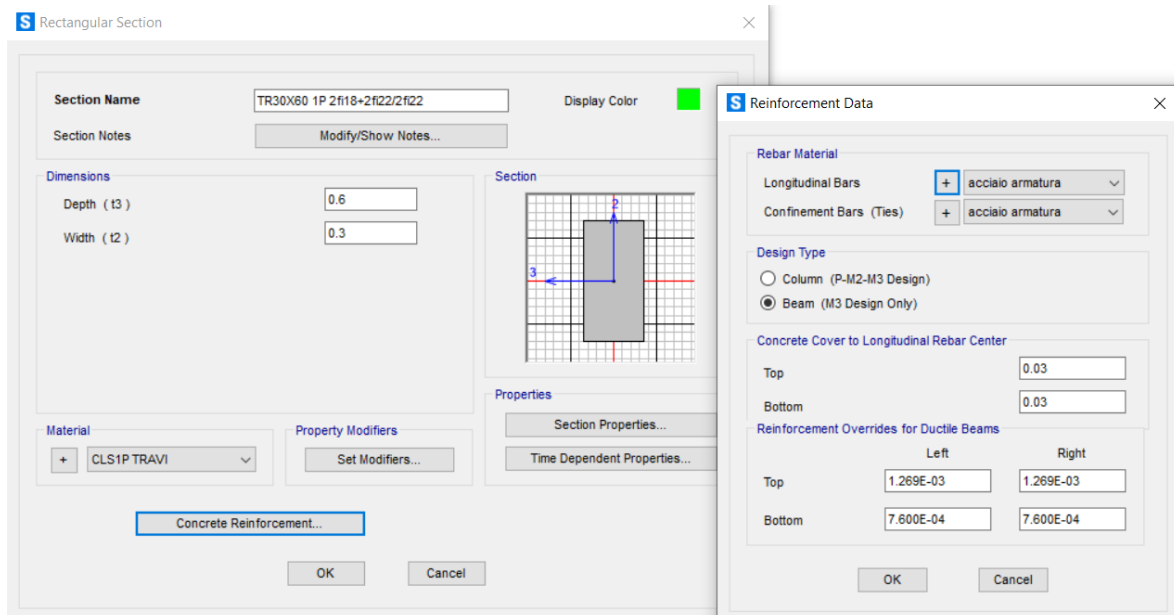 S Rectangular Section
Section Name TR30X60 1P 2fi18+2fi22/2fi22 Display Color
Section Notes Modify/Show Notes...
Dimensions
Depth ( t3 ) 0.6
Width ( t2 ) 0.3
Section
2
3
Properties
Section Properties...
Time Dependent Properties...
Material
+ CLS1P TRAVI
Property Modifiers
Set Modifiers...
Concrete Reinforcement...
OK Cancel
S Reinforcement Data
Rebar Material
Longitudinal Bars + acciaio armatura
Confinement Bars (Ties) + acciaio armatura
Design Type
Column (P-M2-M3 Design)
Beam (M3 Design Only)
Concrete Cover to Longitudinal Rebar Center
Top 0.03
Bottom 0.03
Reinforcement Overrides for Ductile Beams
Left Right
Top 1.269E-03 1.269E-03
Bottom 7.600E-04 7.600E-04
OK Cancel